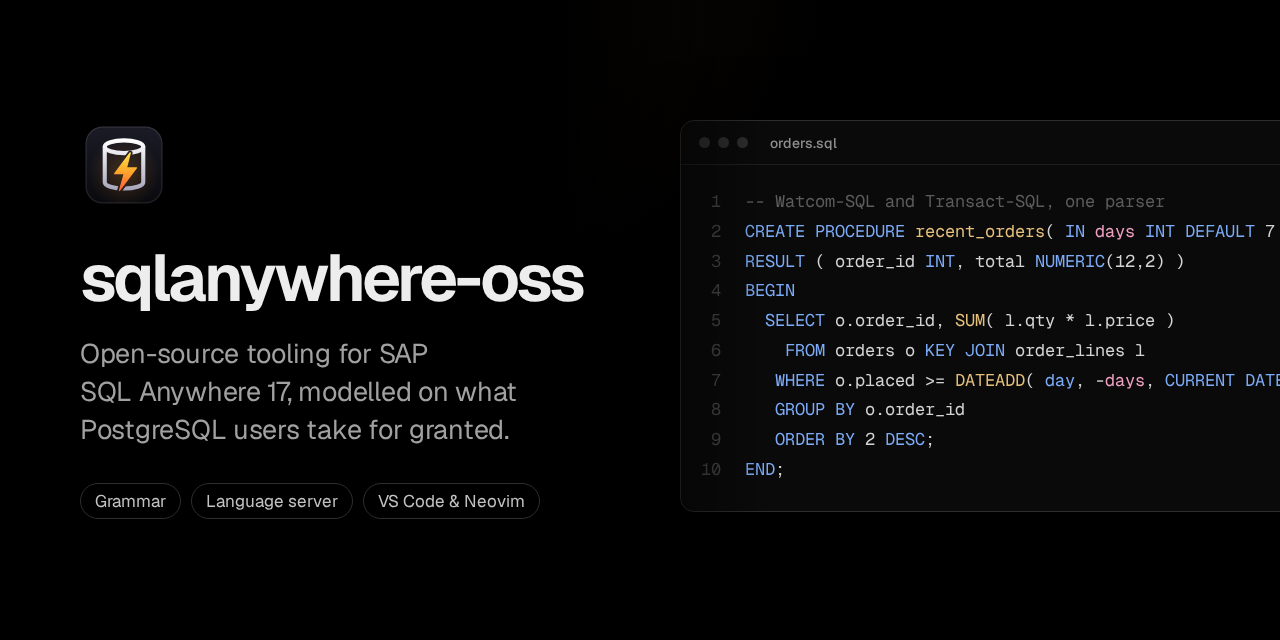 sqlanywhere-oss
Open-source tooling for SAP
SQL Anywhere 17, modelled on what
PostgreSQL users take for granted.
Grammar
Language server
VS Code & Neovim
orders.sql
1 -- Watcom-SQL and Transact-SQL, one parser
2 CREATE PROCEDURE recent_orders( IN days INT DEFAULT 7
3 RESULT ( order_id INT, total NUMERIC(12,2) )
4 BEGIN
5   SELECT o.order_id, SUM( l.qty * l.price )
6     FROM orders o KEY JOIN order_lines l
7    WHERE o.placed >= DATEADD( day, -days, CURRENT DATE
8    GROUP BY o.order_id
9    ORDER BY 2 DESC;
10 END;